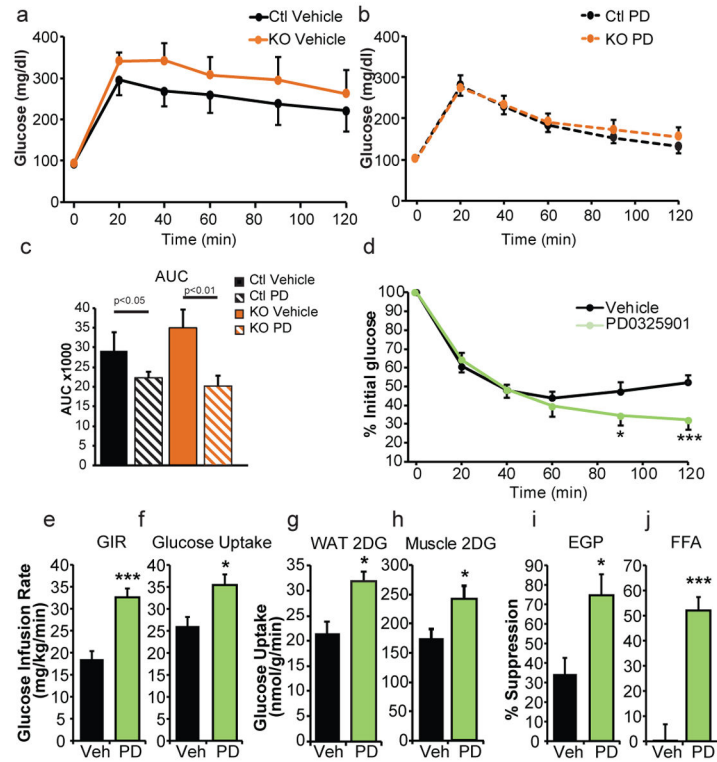 a
Ctl Vehicle
KO Vehicle
Glucose (mg/dl)
400
300
200
100
0
0 20 40 60 80 100 120
Time (min)
b
Ctl PD
KO PD
Glucose (mg/dl)
400
300
200
100
0
0 20 40 60 80 100 120
Time (min)
c
AUC
p<0.05
p<0.01
Ctl Vehicle
Ctl PD
KO Vehicle
KO PD
AUC x1000
40
35
30
25
20
15
10
5
0
d
Vehicle
PD0325901
% Initial glucose
100
90
80
70
60
50
40
30
20
10
0
0 20 40 60 80 100 120
* ***
Time (min)
e
GIR
***
Glucose Infusion Rate
(mg/kg/min)
40
35
30
25
20
15
10
5
0
Veh PD
f
Glucose Uptake
*
40
35
30
25
20
15
10
5
0
Veh PD
g
WAT 2DG
*
Glucose Uptake
(nmol/g/min)
40
35
30
25
20
15
10
5
0
Veh PD
h
Muscle 2DG
*
300
250
200
150
100
50
0
Veh PD
i
EGP
*
% Suppression
90
80
70
60
50
40
30
20
10
0
Veh PD
j
FFA
***
70
60
50
40
30
20
10
0
Veh PD